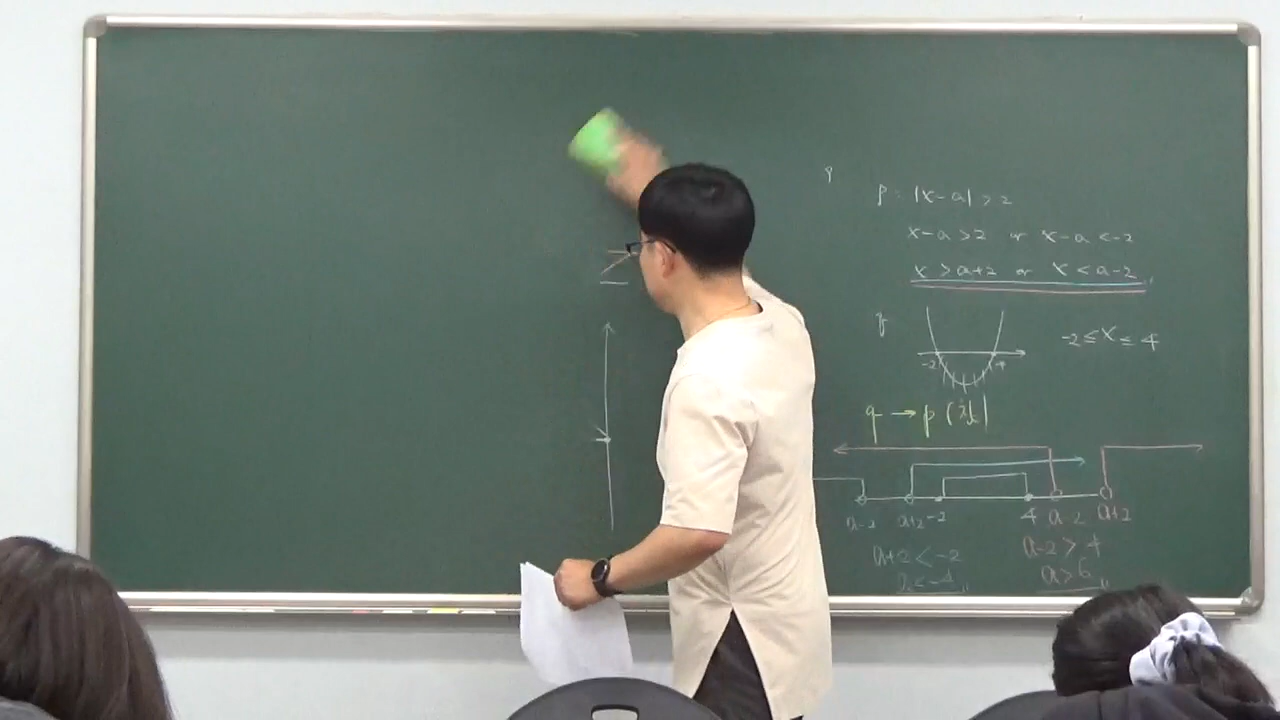 p : |x-a| > 2
x-a > 2 or x-a < -2
x > a+2 or x < a-2
q
-2 ≤ x ≤ 4
-2 4
q → p (참)
a-2 a+2 -2 4 a-2 a+2
a+2 < -2
a-2 > 4
a < -4
a > 6